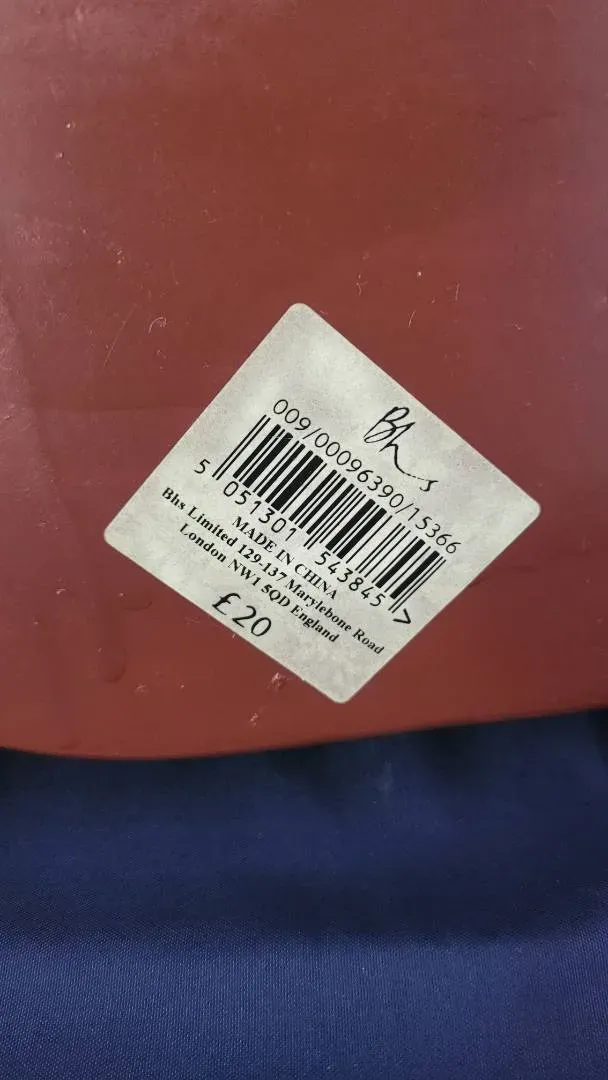 Bhs
009/00096390/15366
5 051301 543845 >
MADE IN CHINA
Bhs Limited 129-137 Marylebone Road
London NW1 5QD England
£20